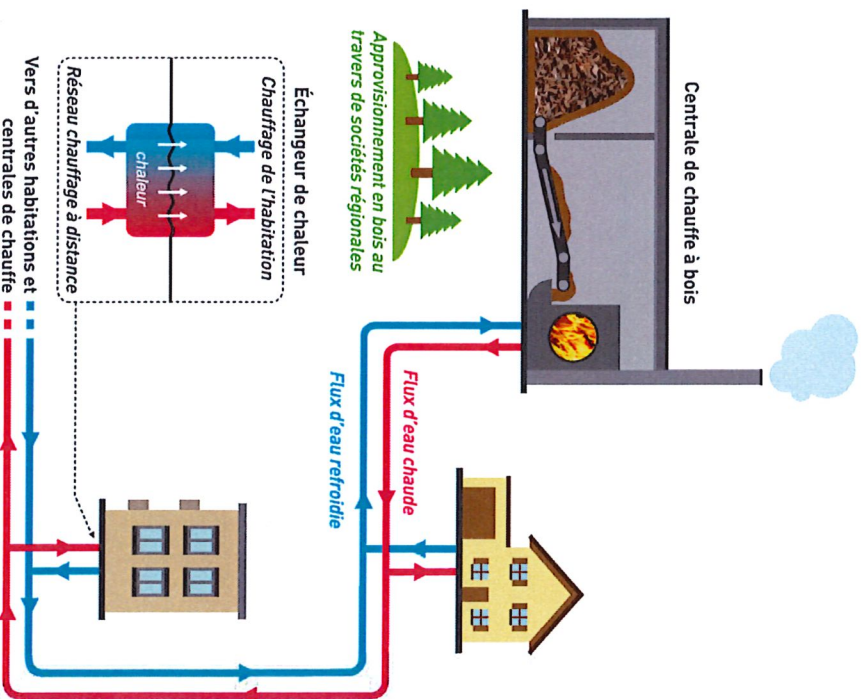 Centrale de chauffe à bois
Approvisionnement en bois au
travers de sociétés régionales
Flux d'eau chaude
Flux d'eau refroidie
Échangeur de chaleur
Chauffage de l'habitation
chaleur
Réseau chauffage à distance
Vers d'autres habitations et
centrales de chauffe